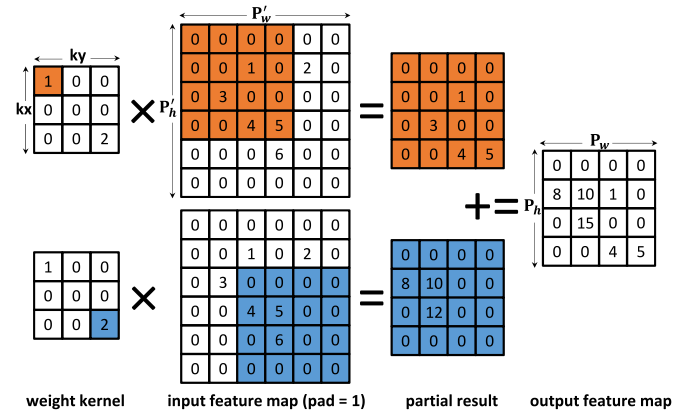 ky
kx
1 0 0
0 0 0
0 0 2
×
P′w
P′h
0 0 0 0 0 0
0 0 1 0 2 0
0 3 0 0 0 0
0 0 4 5 0 0
0 0 0 6 0 0
0 0 0 0 0 0
=
0 0 0 0
0 0 1 0
0 3 0 0
0 0 4 5
1 0 0
0 0 0
0 0 2
×
0 0 0 0 0 0
0 0 1 0 2 0
0 3 0 0 0 0
0 0 4 5 0 0
0 0 0 6 0 0
0 0 0 0 0 0
=
0 0 0 0
8 10 0 0
0 12 0 0
0 0 0 0
+=
Pw
Ph
0 0 0 0
8 10 1 0
0 15 0 0
0 0 4 5
weight kernel
input feature map (pad = 1)
partial result
output feature map